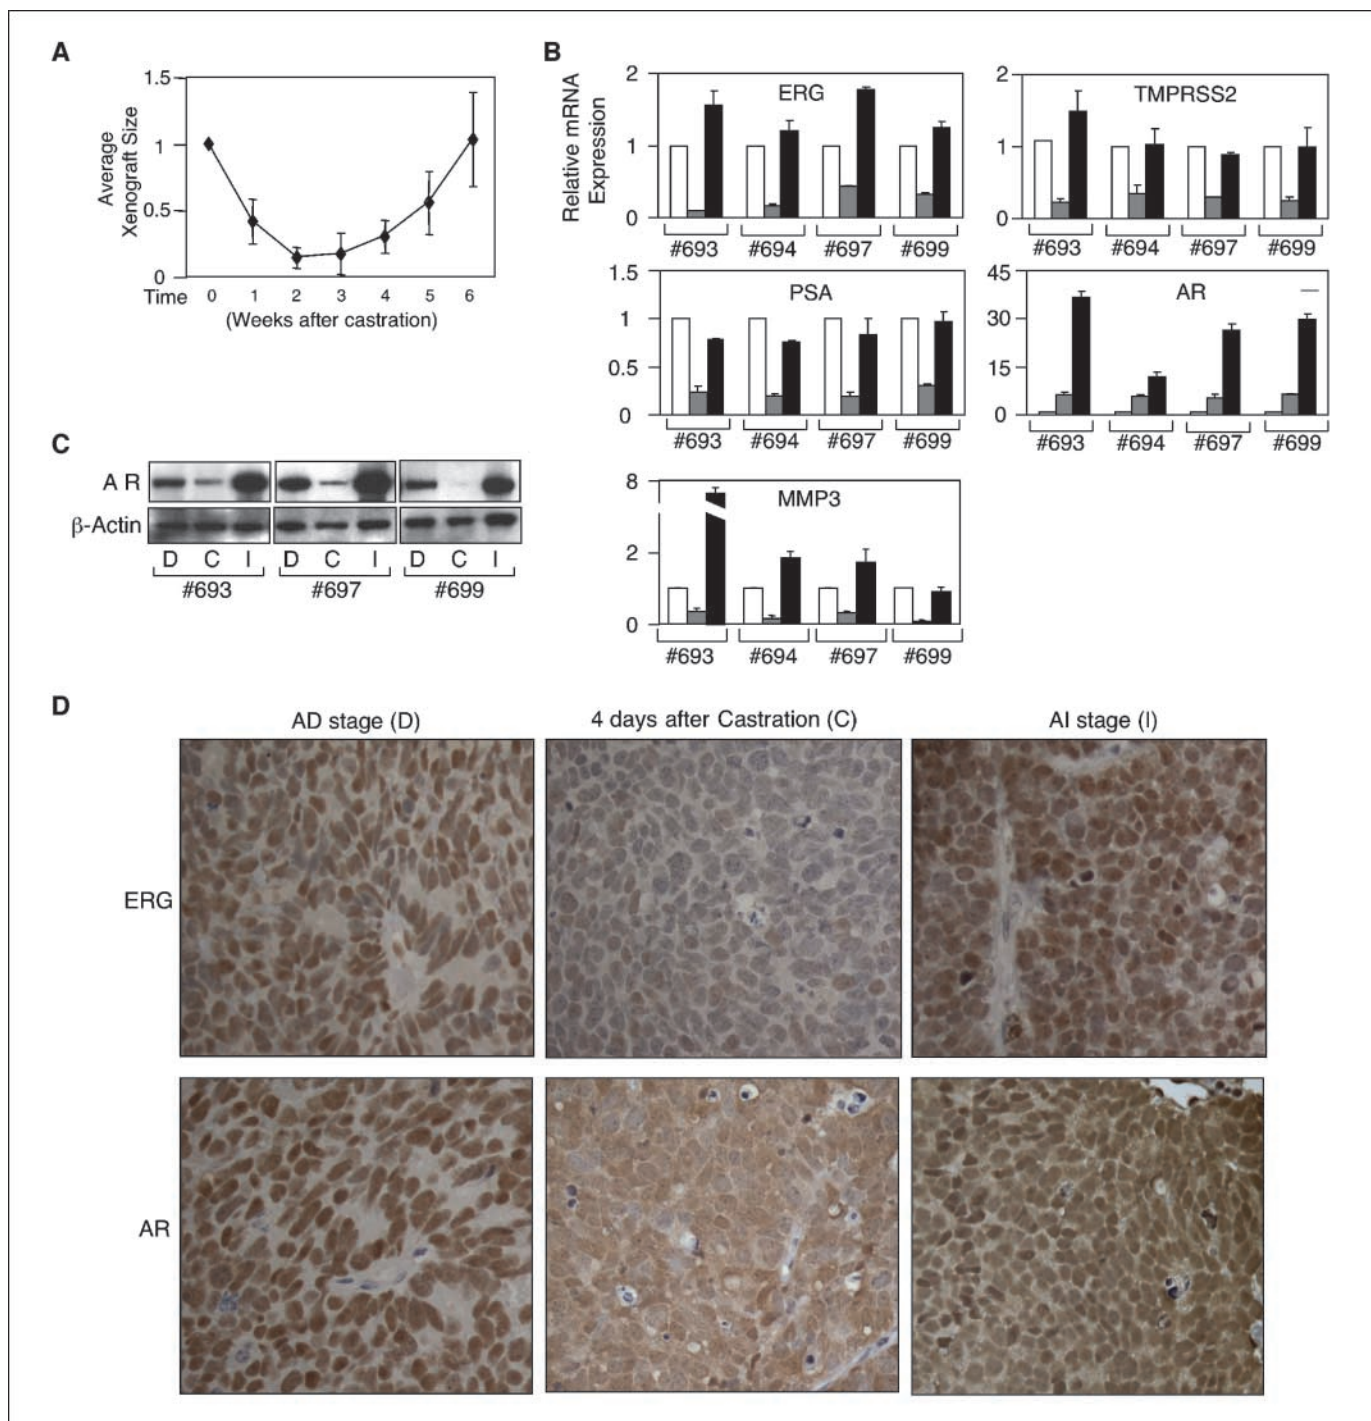 A
1.5
1
0.5
0
Average
Xenograft Size
Time 0 1 2 3 4 5 6
(Weeks after castration)
B
Relative mRNA
Expression
2
1
0
ERG
#693 #694 #697 #699
2
1
0
TMPRSS2
#693 #694 #697 #699
1.5
1
0.5
0
PSA
#693 #694 #697 #699
45
30
15
0
AR
#693 #694 #697 #699
8
2
0
MMP3
#693 #694 #697 #699
C
A R
β-Actin
D C I D C I D C I
#693 #697 #699
D
AD stage (D) 4 days after Castration (C) AI stage (I)
ERG
AR